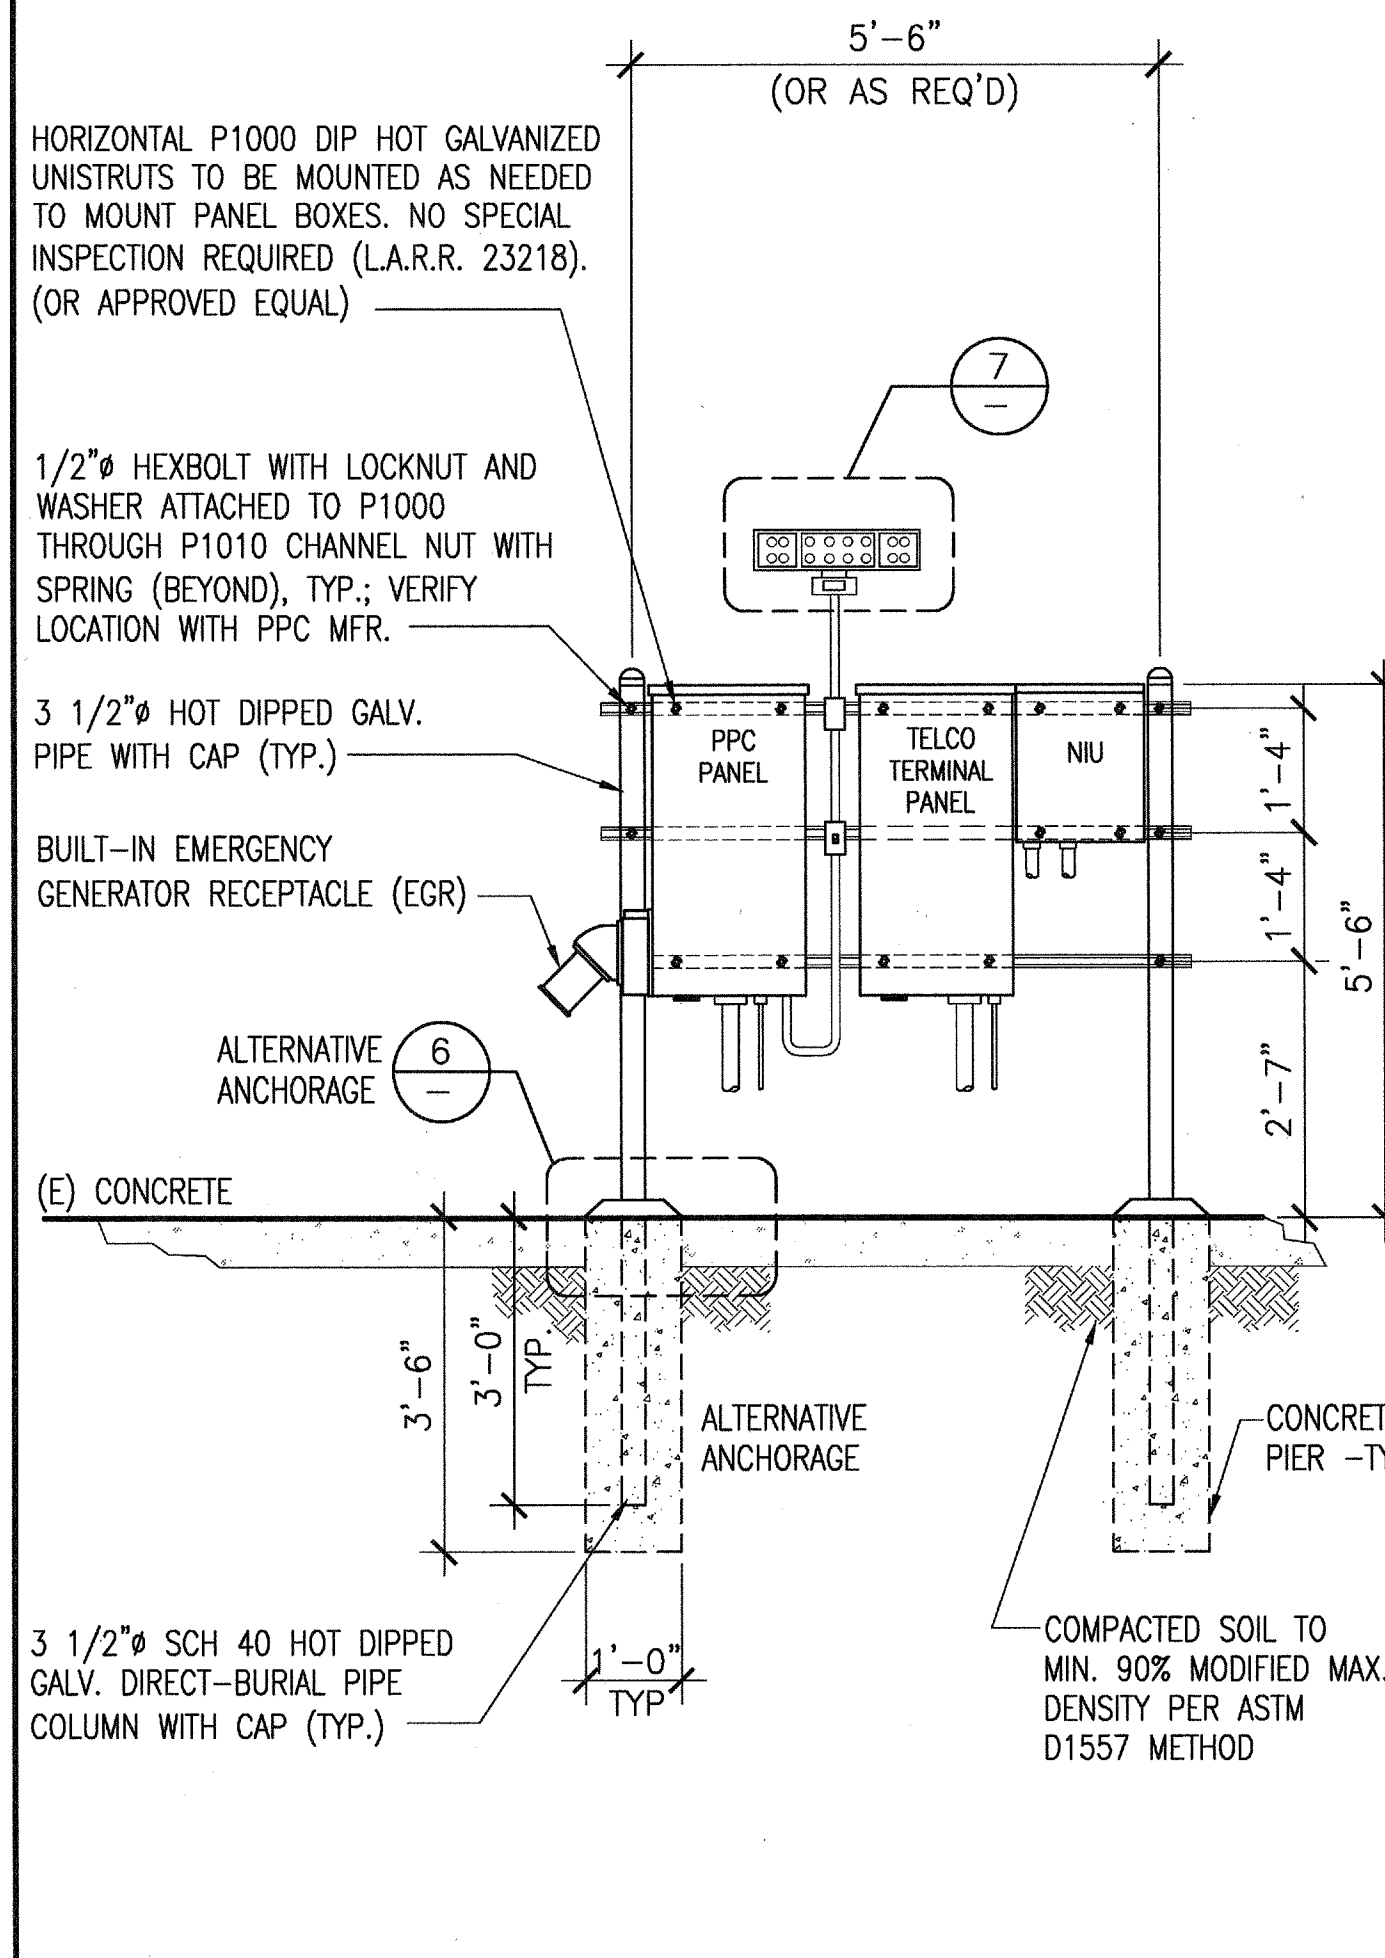 5'-6"
(OR AS REQ'D)
HORIZONTAL P1000 DIP HOT GALVANIZED
UNISTRUTS TO BE MOUNTED AS NEEDED
TO MOUNT PANEL BOXES. NO SPECIAL
INSPECTION REQUIRED (L.A.R.R. 23218).
(OR APPROVED EQUAL)
7
–
1/2"ø HEXBOLT WITH LOCKNUT AND
WASHER ATTACHED TO P1000
THROUGH P1010 CHANNEL NUT WITH
SPRING (BEYOND), TYP.; VERIFY
LOCATION WITH PPC MFR.
3 1/2"ø HOT DIPPED GALV.
PIPE WITH CAP (TYP.)
PPC
PANEL
TELCO
TERMINAL
PANEL
NIU
1'-4"
BUILT-IN EMERGENCY
GENERATOR RECEPTACLE (EGR)
1'-4"
5'-6"
2'-7"
ALTERNATIVE
ANCHORAGE
6
–
(E) CONCRETE
3'-6"
3'-0"
TYP.
ALTERNATIVE
ANCHORAGE
CONCRET
PIER -TY
3 1/2"ø SCH 40 HOT DIPPED
GALV. DIRECT-BURIAL PIPE
COLUMN WITH CAP (TYP.)
1'-0"
TYP
COMPACTED SOIL TO
MIN. 90% MODIFIED MAX.
DENSITY PER ASTM
D1557 METHOD